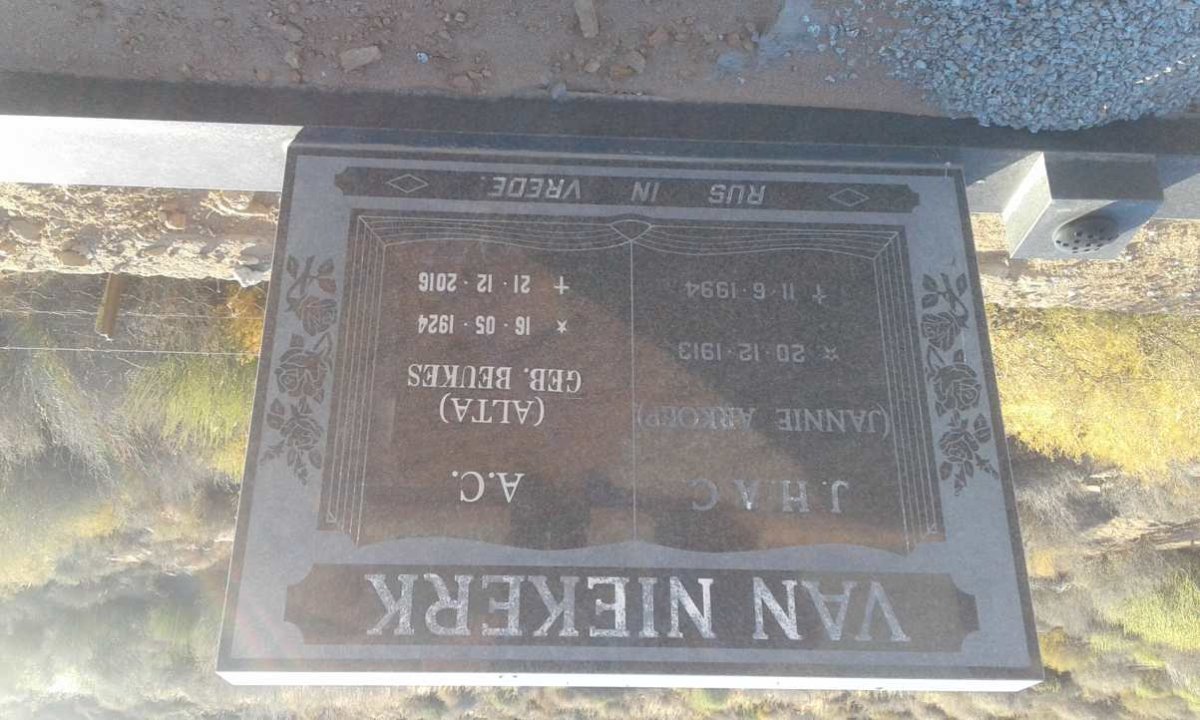 VAN NIEKERK
J.H.A.C
(JANNIE ARKOEP)
☆ 20·12·1913
✝ 11·6·1994
A.C.
(ALTA)
GEB. BEUKES
★ 16·05·1924
✝ 21·12·2016
RUS IN VREDE.